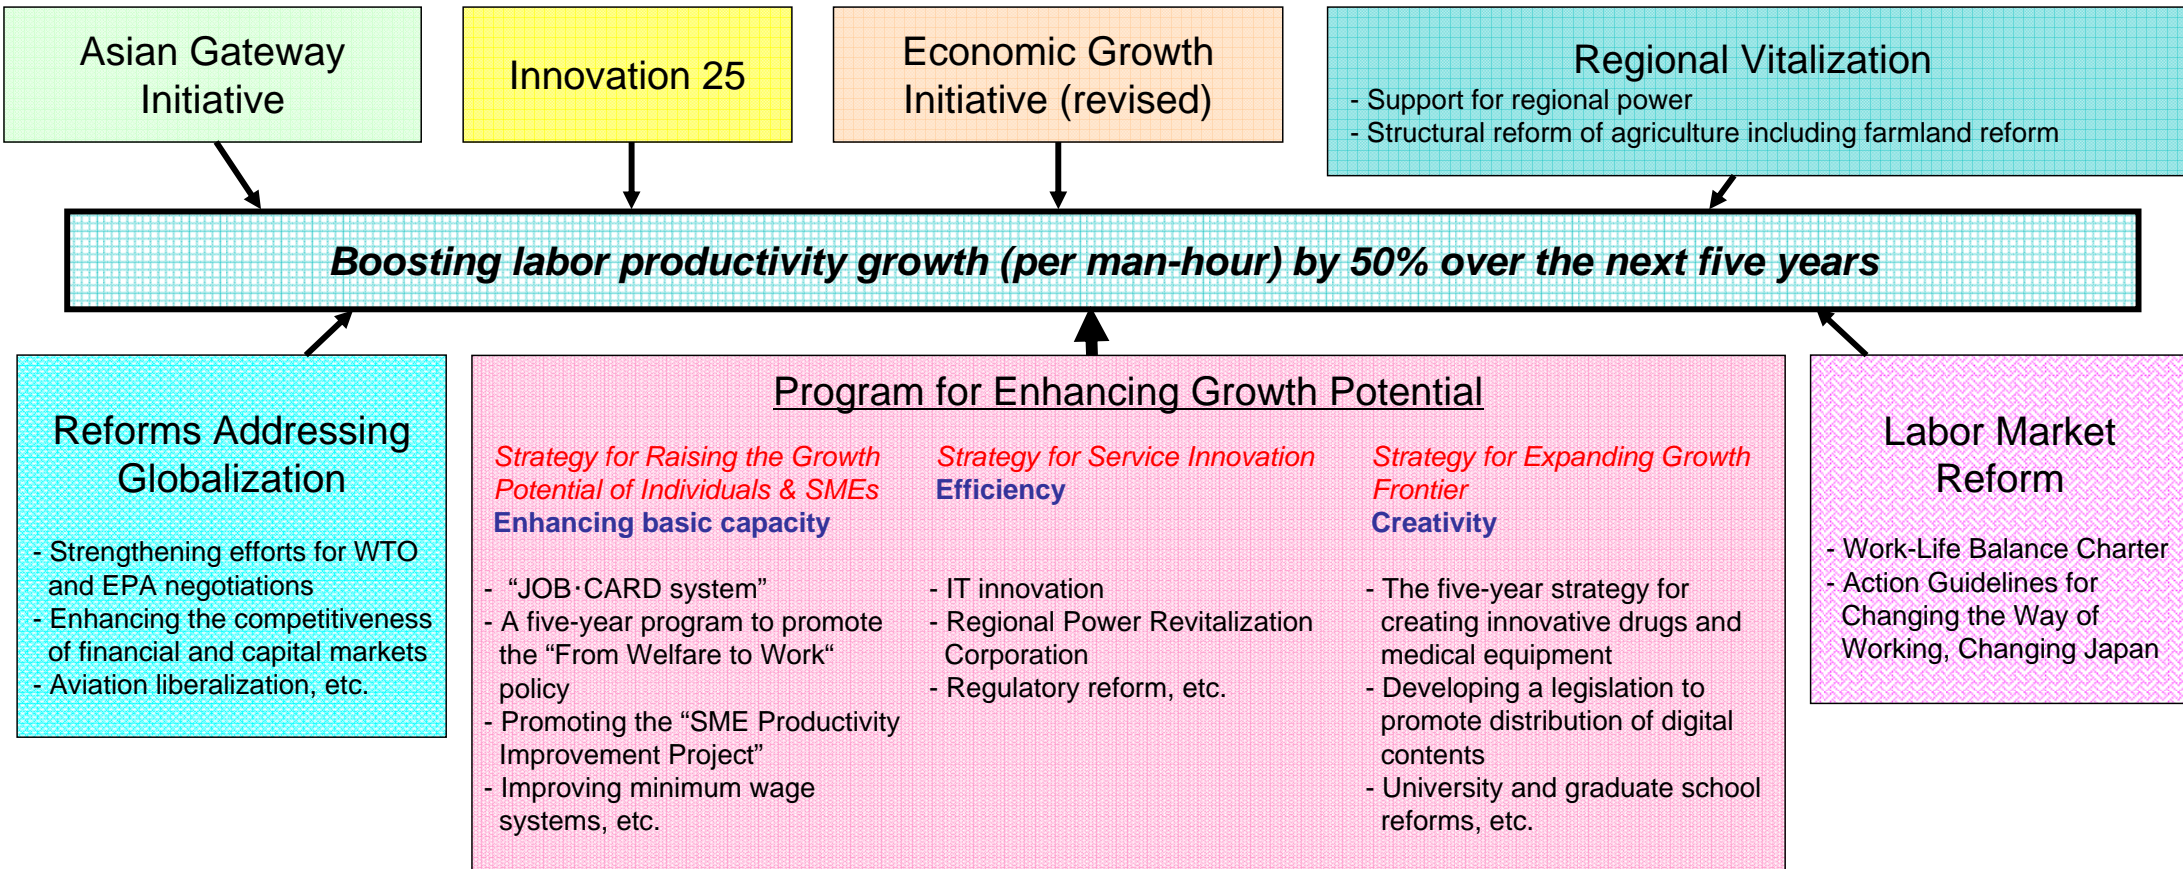 Asian Gateway
Initiative
Innovation 25
Economic Growth
Initiative (revised)
Regional Vitalization
- Support for regional power
- Structural reform of agriculture including farmland reform
Boosting labor productivity growth (per man-hour) by 50% over the next five years
Reforms Addressing
Globalization
- Strengthening efforts for WTO
and EPA negotiations
- Enhancing the competitiveness
of financial and capital markets
- Aviation liberalization, etc.
Program for Enhancing Growth Potential
Strategy for Raising the Growth
Potential of Individuals & SMEs
Enhancing basic capacity
- “JOB·CARD system”
- A five-year program to promote
the “From Welfare to Work“
policy
- Promoting the “SME Productivity
Improvement Project”
- Improving minimum wage
systems, etc.
Strategy for Service Innovation
Efficiency
- IT innovation
- Regional Power Revitalization
Corporation
- Regulatory reform, etc.
Strategy for Expanding Growth
Frontier
Creativity
- The five-year strategy for
creating innovative drugs and
medical equipment
- Developing a legislation to
promote distribution of digital
contents
- University and graduate school
reforms, etc.
Labor Market
Reform
- Work-Life Balance Charter
- Action Guidelines for
Changing the Way of
Working, Changing Japan